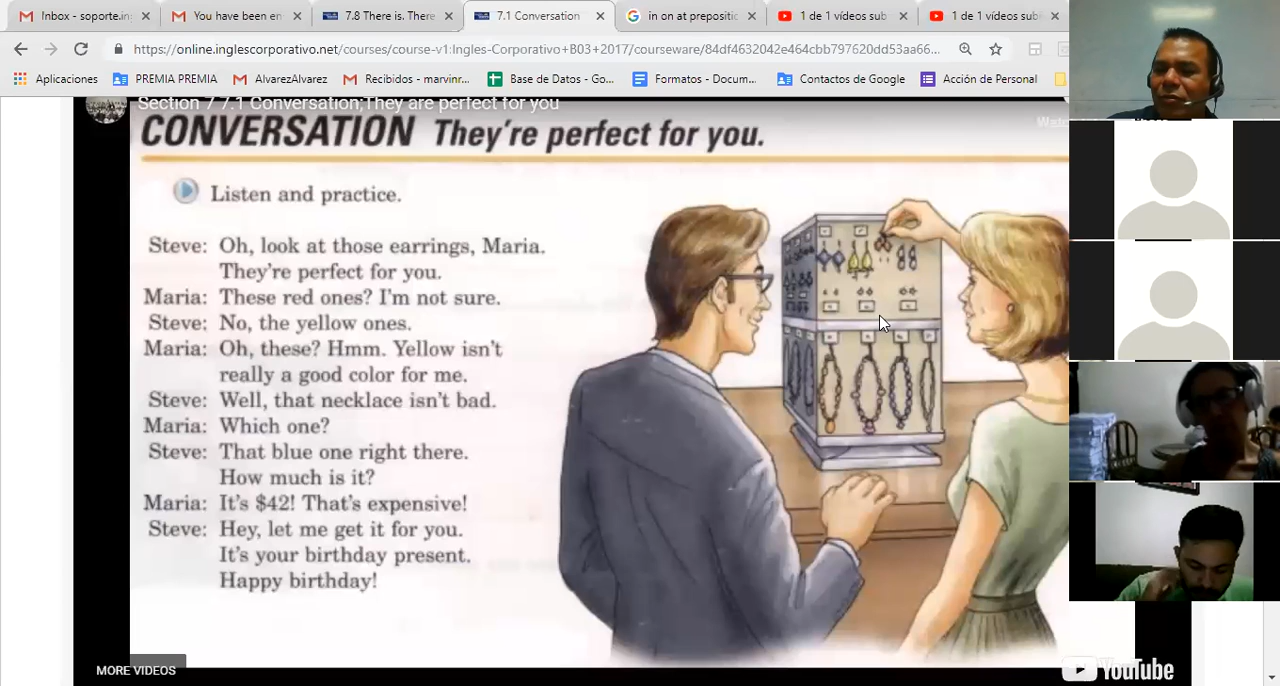 Inbox - soporte.in
You have been en
7.8 There is. There
7.1 Conversation
in on at prepositic
1 de 1 vídeos sub
1 de 1 vídeos sub
https://online.inglescorporativo.net/courses/course-v1:Ingles-Corporativo+B03+2017/courseware/84df4632042e464cbb797620dd53aa66...
Aplicaciones
PREMIA PREMIA
AlvarezAlvarez
Recibidos - marvinr...
Base de Datos - Go...
Formatos - Docum...
Contactos de Google
Acción de Personal
Section 7 7.1 Conversation;They are perfect for you
CONVERSATION They're perfect for you.
Listen and practice.
Steve: Oh, look at those earrings, Maria.
They're perfect for you.
Maria: These red ones? I'm not sure.
Steve: No, the yellow ones.
Maria: Oh, these? Hmm. Yellow isn't
really a good color for me.
Steve: Well, that necklace isn't bad.
Maria: Which one?
Steve: That blue one right there.
How much is it?
Maria: It's $42! That's expensive!
Steve: Hey, let me get it for you.
It's your birthday present.
Happy birthday!
MORE VIDEOS
YouTube